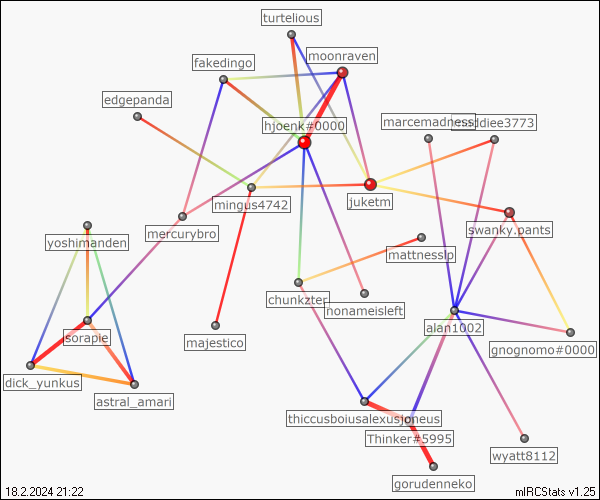 turtelious
moonraven
fakedingo
edgepanda
hjoenk#0000
marcemadness
maddiee3773
mingus4742
juketm
mercurybro
swanky.pants
yoshimanden
mattnesslp
chunkzter
nonameisleft
alan1002
sorapie
majestico
gnognomo#0000
dick_yunkus
astral_amari
thiccusboiusalexusjoneus
Thinker#5995
wyatt8112
gorudenneko
18.2.2024 21:22
mIRCStats v1.25